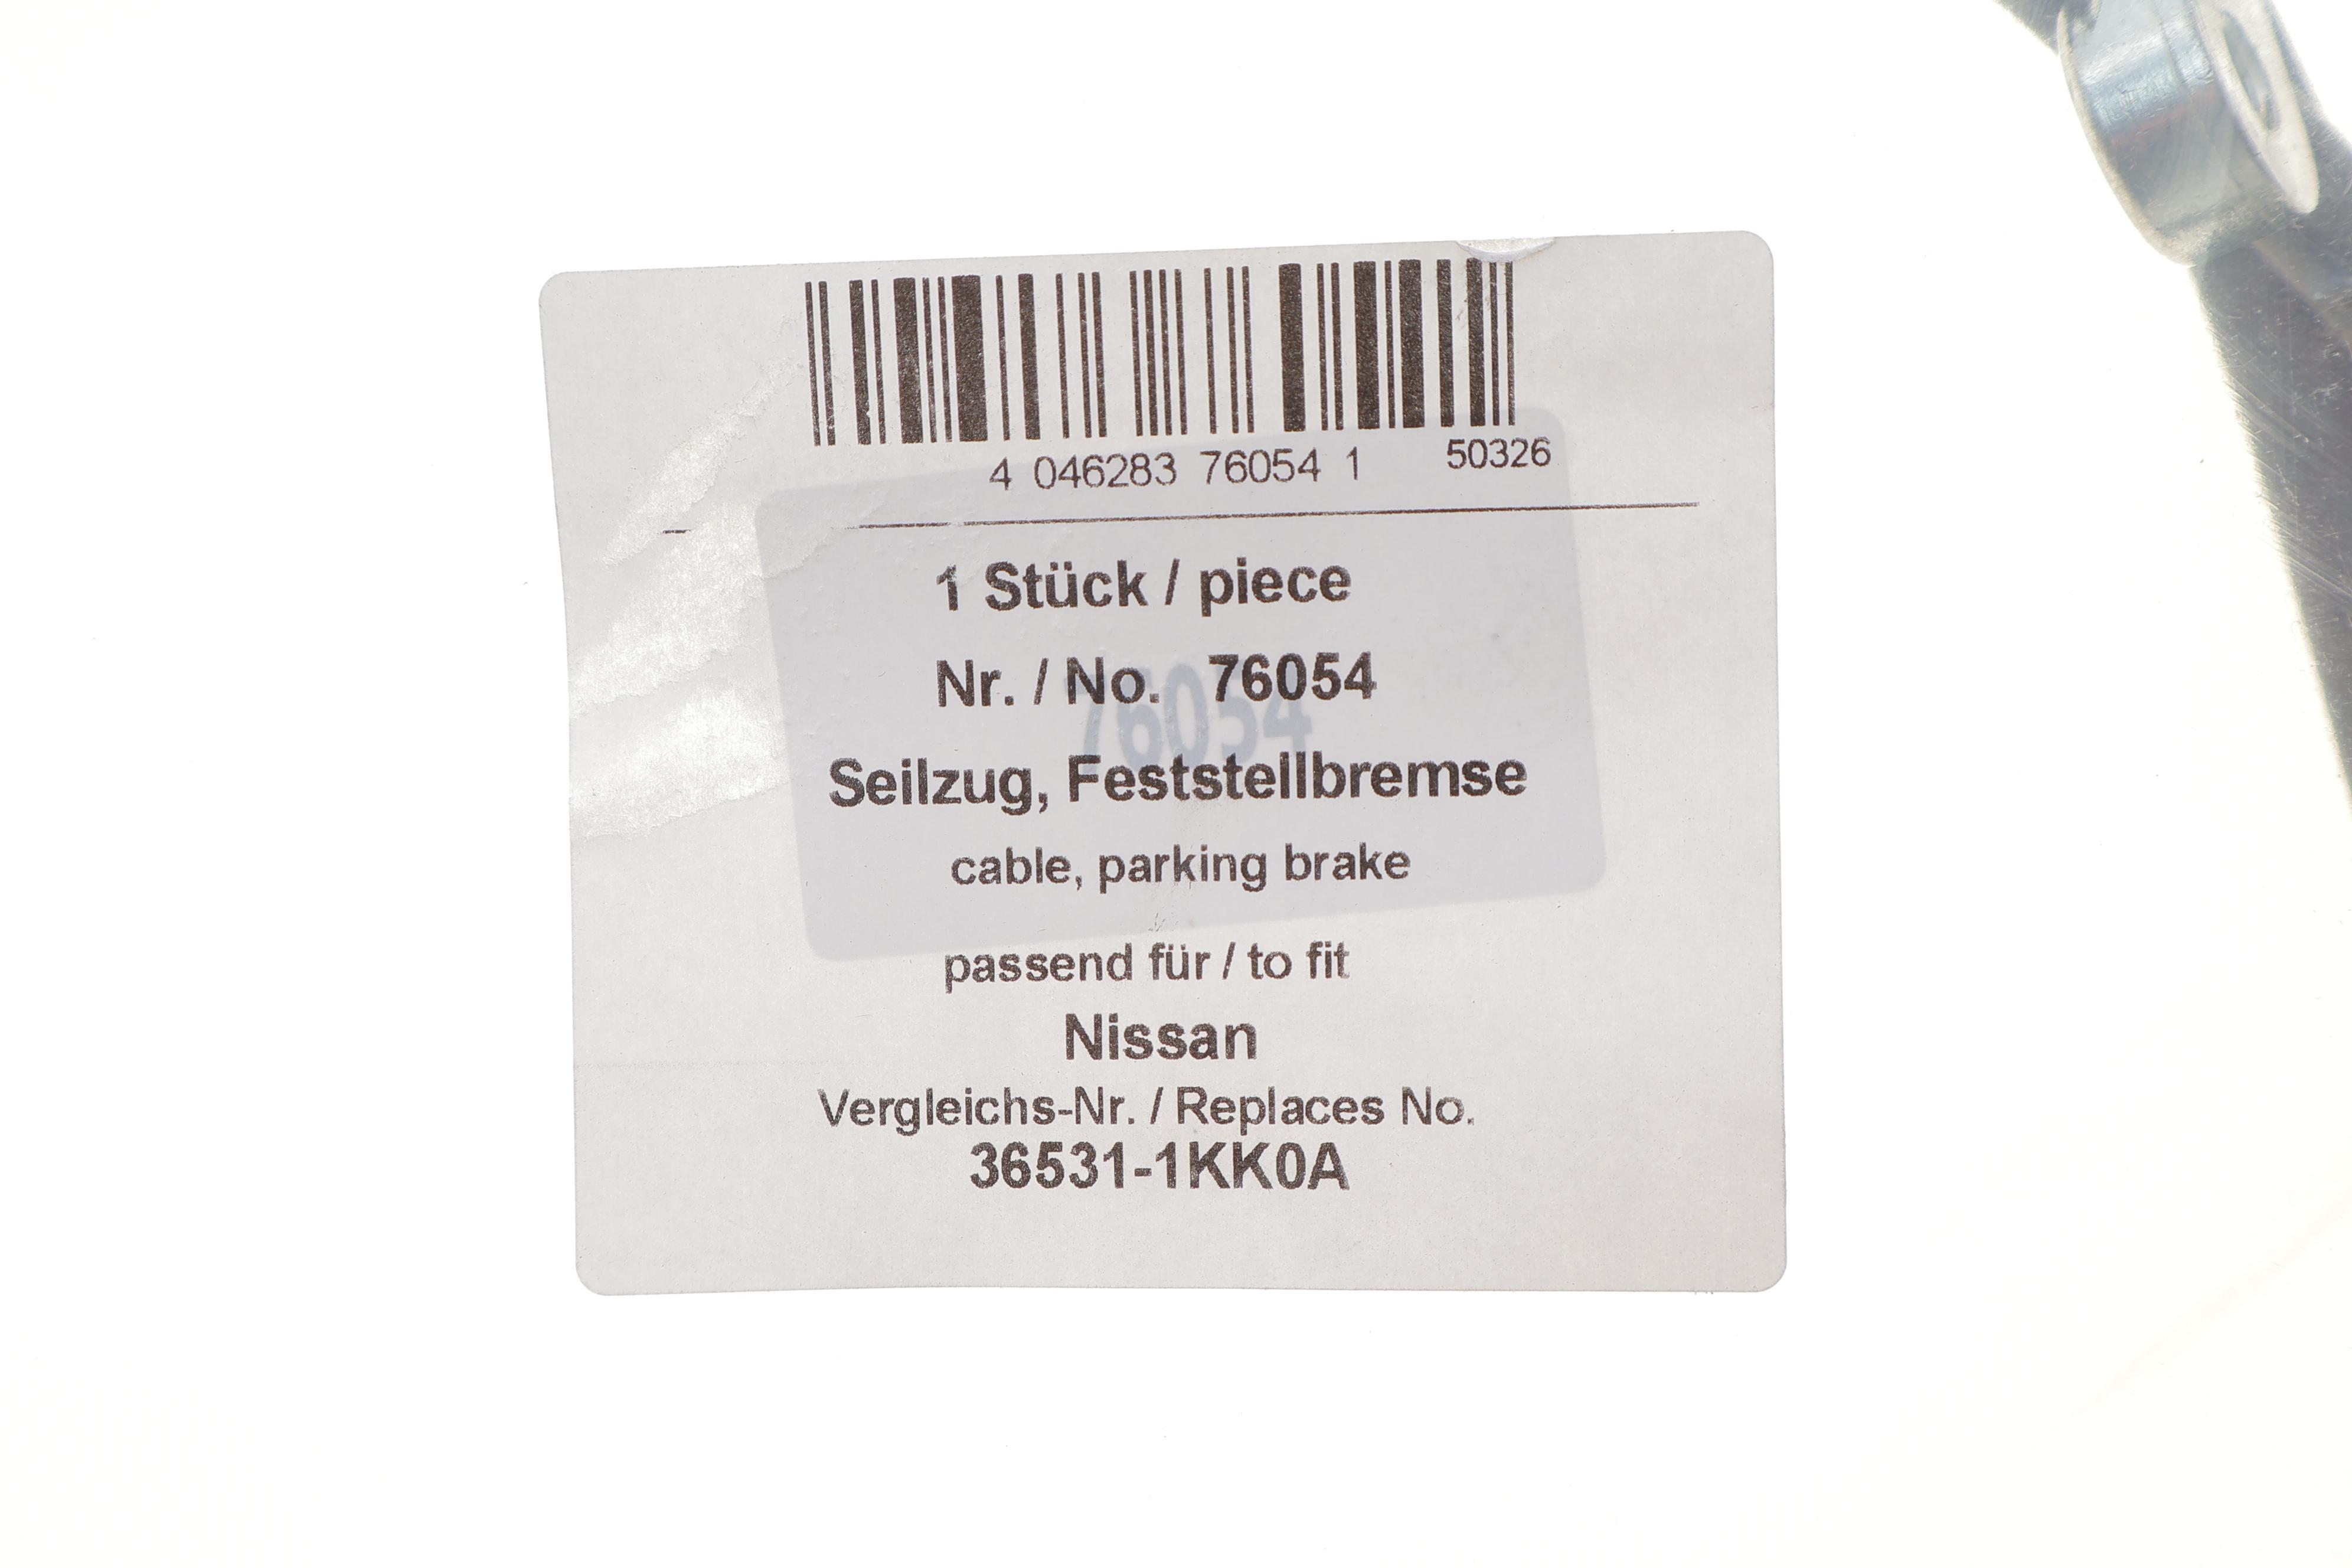 4 046283 76054 1 50326
1 Stück / piece
Nr. / No. 76054
76054
Seilzug, Feststellbremse
cable, parking brake
passend für / to fit
Nissan
Vergleichs-Nr. / Replaces No.
36531-1KK0A